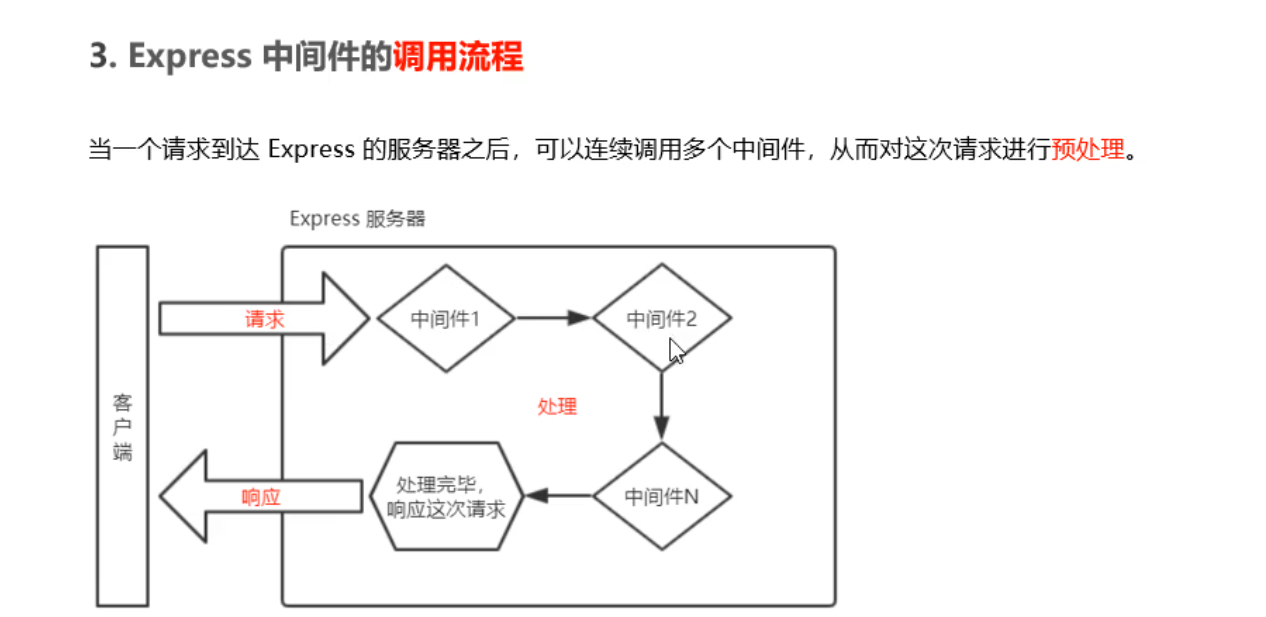 3. Express 中间件的调用流程
当一个请求到达 Express 的服务器之后，可以连续调用多个中间件，从而对这次请求进行预处理。
Express 服务器
请求
中间件1
中间件2
客
户
端
处理
响应
处理完毕，
响应这次请求
中间件N